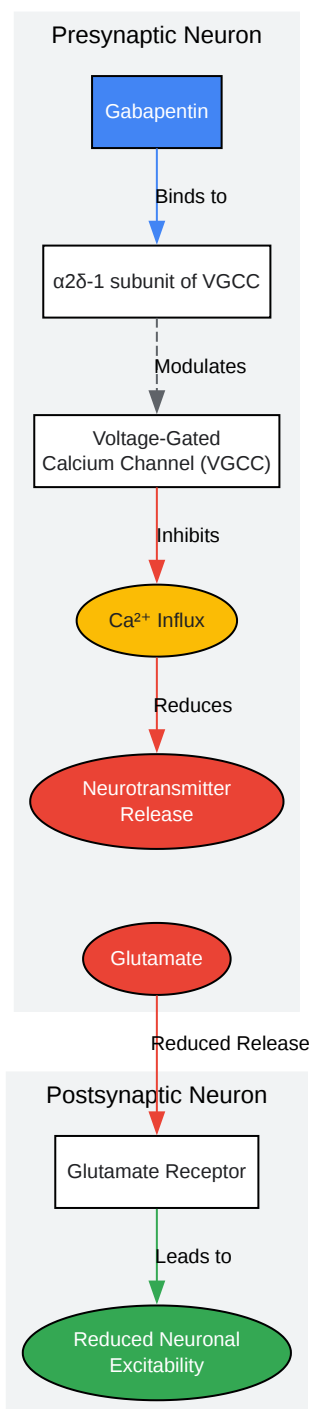 Presynaptic Neuron
Gabapentin
Binds to
α2δ-1 subunit of VGCC
Modulates
Voltage-Gated
Calcium Channel (VGCC)
Inhibits
Ca²⁺ Influx
Reduces
Neurotransmitter
Release
Glutamate
Reduced Release
Postsynaptic Neuron
Glutamate Receptor
Leads to
Reduced Neuronal
Excitability